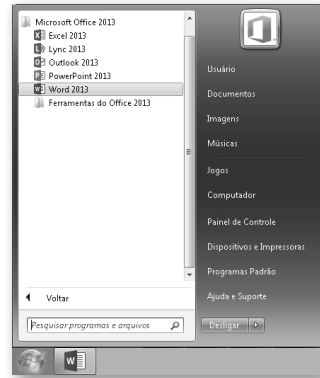 Microsoft Office 2013
Excel 2013
Lync 2013
Outlook 2013
PowerPoint 2013
Word 2013
Ferramentas do Office 2013
Voltar
Pesquisar programas e arquivos
Usuário
Documentos
Imagens
Músicas
Jogos
Computador
Painel de Controle
Dispositivos e Impressoras
Programas Padrão
Ajuda e Suporte
Desligar